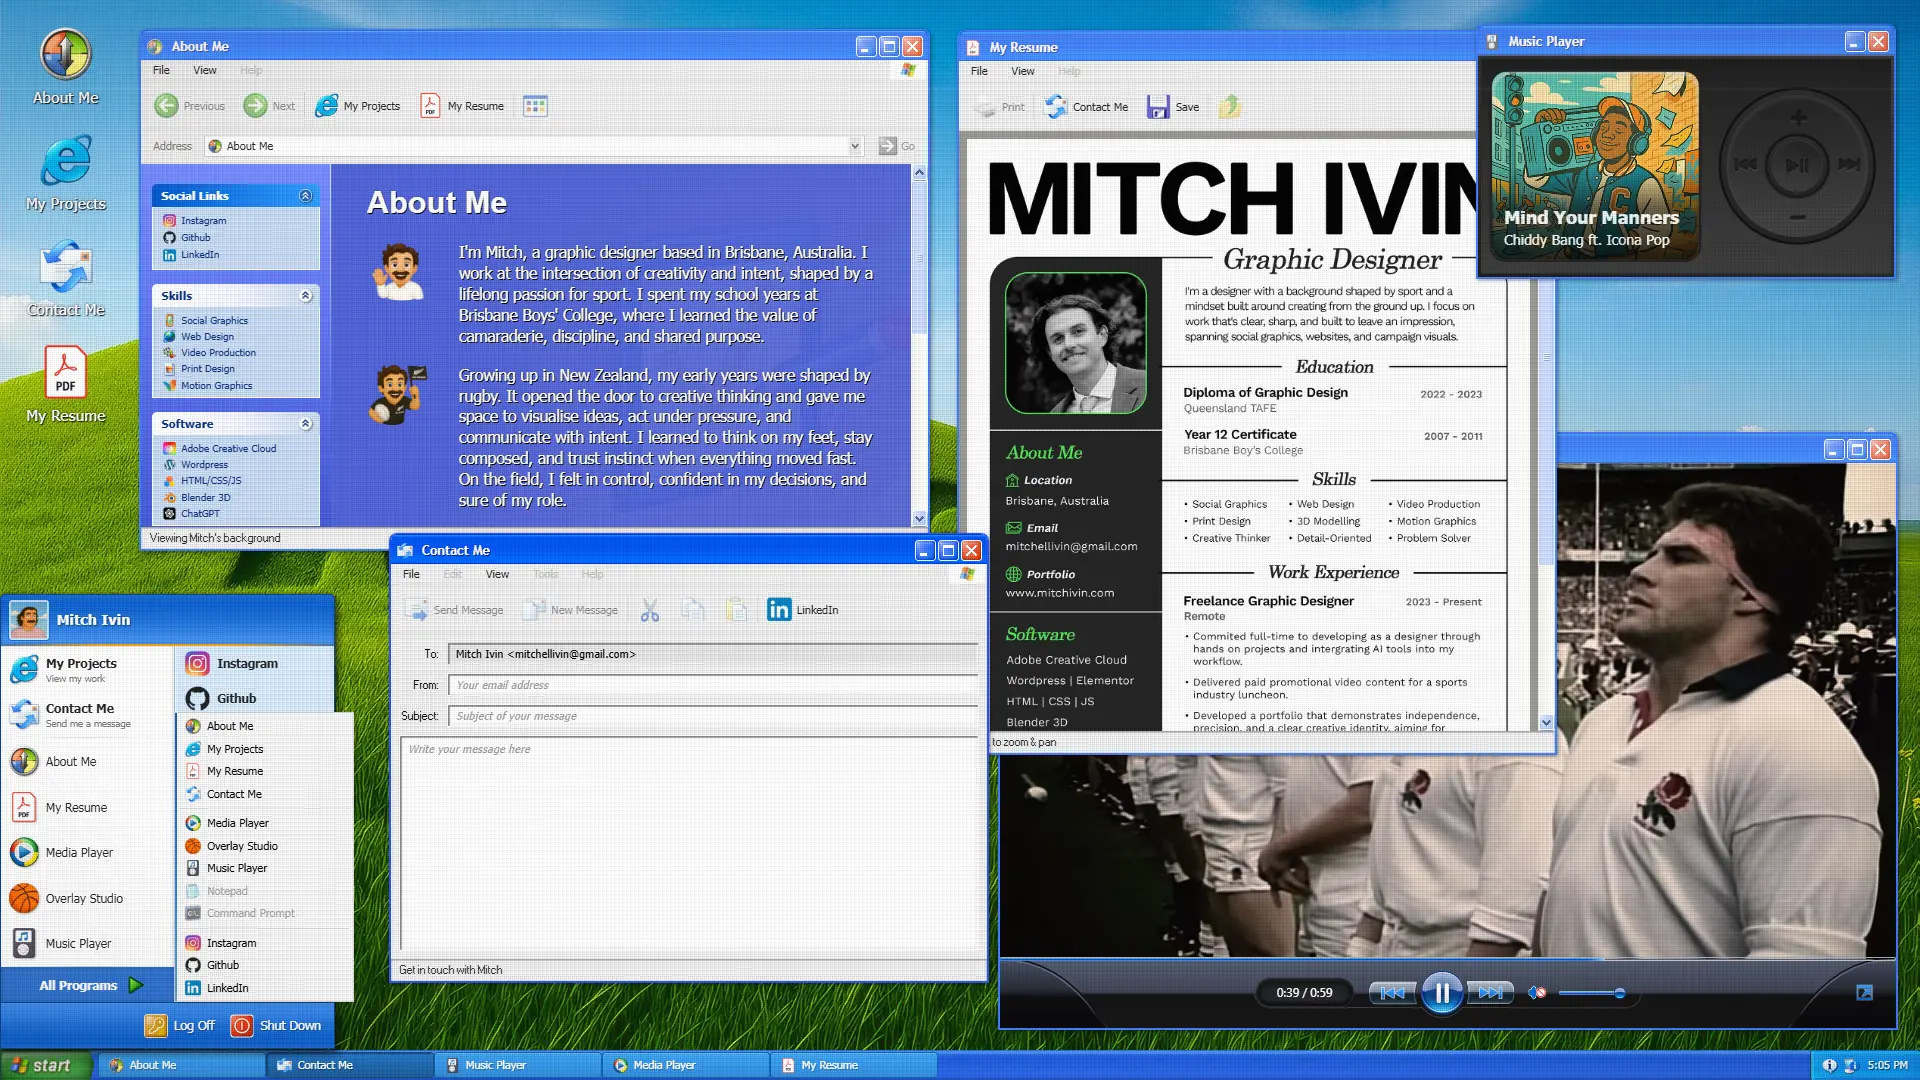 About Me
My Projects
Contact Me
PDF
My Resume
About Me
File View Help
Previous Next My Projects My Resume
Address About Me Go
Social Links
Instagram
Github
LinkedIn
Skills
Social Graphics
Web Design
Video Production
Print Design
Motion Graphics
Software
Adobe Creative Cloud
Wordpress
HTML/CSS/JS
Blender 3D
ChatGPT
About Me
I'm Mitch, a graphic designer based in Brisbane, Australia. I
work at the intersection of creativity and intent, shaped by a
lifelong passion for sport. I spent my school years at
Brisbane Boys' College, where I learned the value of
camaraderie, discipline, and shared purpose.
Growing up in New Zealand, my early years were shaped by
rugby. It opened the door to creative thinking and gave me
space to visualise ideas, act under pressure, and
communicate with intent. I learned to think on my feet, stay
composed, and trust instinct when everything moved fast.
On the field, I felt in control, confident in my decisions, and
sure of my role.
Viewing Mitch's background
My Resume
File View Help
Print Contact Me Save
MITCH IVIN
Graphic Designer
I'm a designer with a background shaped by sport and a
mindset built around creating from the ground up. I focus on
work that's clear, sharp, and built to leave an impression,
spanning social graphics, websites, and campaign visuals.
Education
Diploma of Graphic Design 2022 - 2023
Queensland TAFE
Year 12 Certificate 2007 - 2011
Brisbane Boy's College
Skills
• Social Graphics • Web Design • Video Production
• Print Design • 3D Modelling • Motion Graphics
• Creative Thinker • Detail-Oriented • Problem Solver
Work Experience
Freelance Graphic Designer 2023 - Present
Remote
• Commited full-time to developing as a designer through
hands on projects and intergrating AI tools into my
workflow.
• Delivered paid promotional video content for a sports
industry luncheon.
• Developed a portfolio that demonstrates independence,
precision, and a clear creative identity, aiming for
About Me
Location
Brisbane, Australia
Email
mitchellivin@gmail.com
Portfolio
www.mitchivin.com
Software
Adobe Creative Cloud
Wordpress | Elementor
HTML | CSS | JS
Blender 3D
to zoom & pan
Music Player
C
Mind Your Manners
Chiddy Bang ft. Icona Pop
Contact Me
File Edit View Tools Help
Send Message New Message in LinkedIn
To: Mitch Ivin <mitchellivin@gmail.com>
From: Your email address
Subject: Subject of your message
Write your message here
Get in touch with Mitch
0:39 / 0:59
Mitch Ivin
My Projects
View my work
Contact Me
Send me a message
About Me
PDF
My Resume
Media Player
Overlay Studio
Music Player
All Programs
Instagram
Github
About Me
My Projects
My Resume
Contact Me
Media Player
Overlay Studio
Music Player
Notepad
Command Prompt
Instagram
Github
LinkedIn
Log Off Shut Down
start About Me Contact Me Music Player Media Player My Resume 5:05 PM